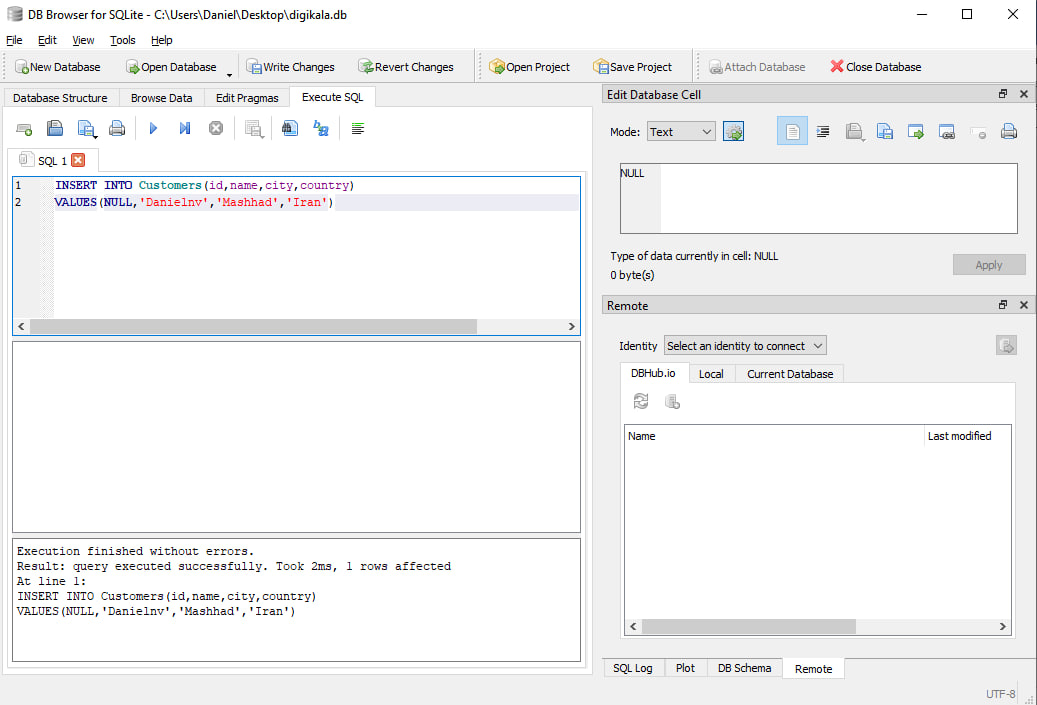 DB Browser for SQLite - C:\Users\Daniel\Desktop\digikala.db
File Edit View Tools Help
New Database Open Database Write Changes Revert Changes Open Project Save Project Attach Database Close Database
Database Structure Browse Data Edit Pragmas Execute SQL
SQL 1
1 INSERT INTO Customers(id,name,city,country)
2 VALUES(NULL,'Danielnv','Mashhad','Iran')
Execution finished without errors.
Result: query executed successfully. Took 2ms, 1 rows affected
At line 1:
INSERT INTO Customers(id,name,city,country)
VALUES(NULL,'Danielnv','Mashhad','Iran')
Edit Database Cell
Mode: Text
NULL
Type of data currently in cell: NULL
0 byte(s)
Apply
Remote
Identity Select an identity to connect
DBHub.io Local Current Database
Name Last modified
SQL Log Plot DB Schema Remote
UTF-8